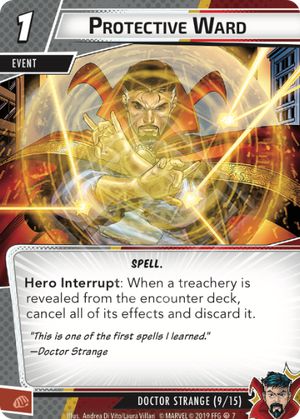 1
PROTECTIVE WARD
EVENT
SPELL.
Hero Interrupt: When a treachery is
revealed from the encounter deck,
cancel all of its effects and discard it.
"This is one of the first spells I learned."
—Doctor Strange
DOCTOR STRANGE (9/15)
Illus. Andrea Di Vito/Laura Villari. © MARVEL © 2019 FFG 7